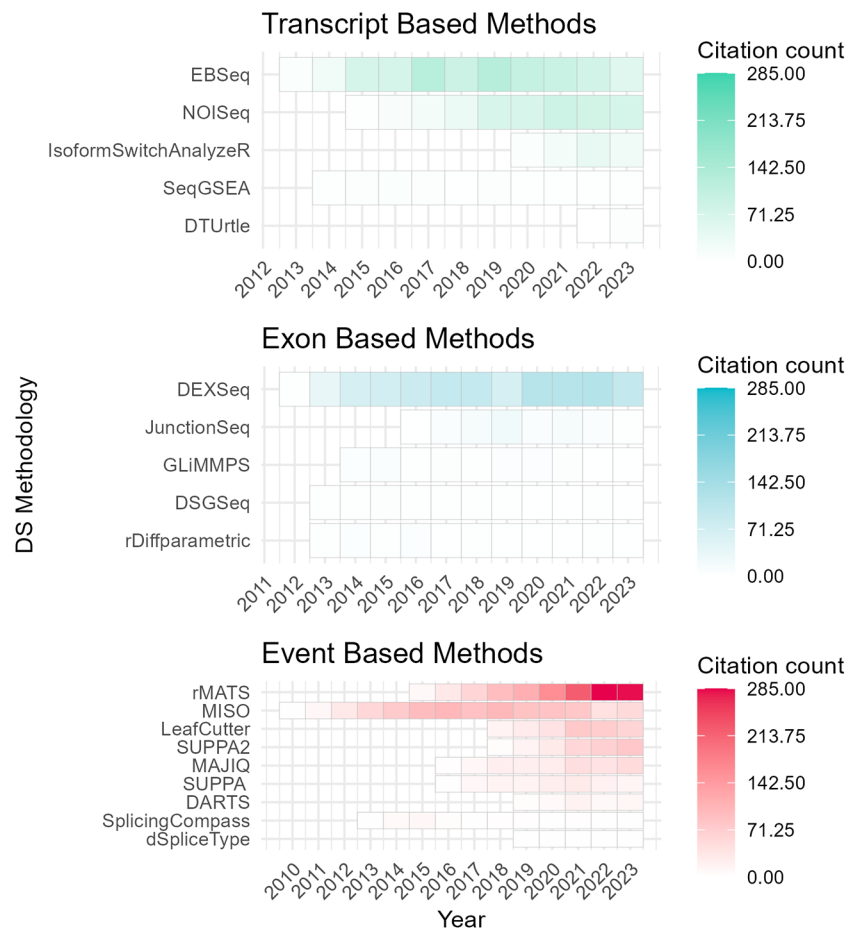 Transcript Based Methods
EBSeq
NOISeq
IsoformSwitchAnalyzeR
SeqGSEA
DTUrtle
2012 2013 2014 2015 2016 2017 2018 2019 2020 2021 2022 2023
Citation count
285.00
213.75
142.50
71.25
0.00
DS Methodology
Exon Based Methods
DEXSeq
JunctionSeq
GLiMMPS
DSGSeq
rDiffparametric
2011 2012 2013 2014 2015 2016 2017 2018 2019 2020 2021 2022 2023
Citation count
285.00
213.75
142.50
71.25
0.00
Event Based Methods
rMATS
MISO
LeafCutter
SUPPA2
MAJIQ
SUPPA
DARTS
SplicingCompass
dSpliceType
2010 2011 2012 2013 2014 2015 2016 2017 2018 2019 2020 2021 2022 2023
Year
Citation count
285.00
213.75
142.50
71.25
0.00